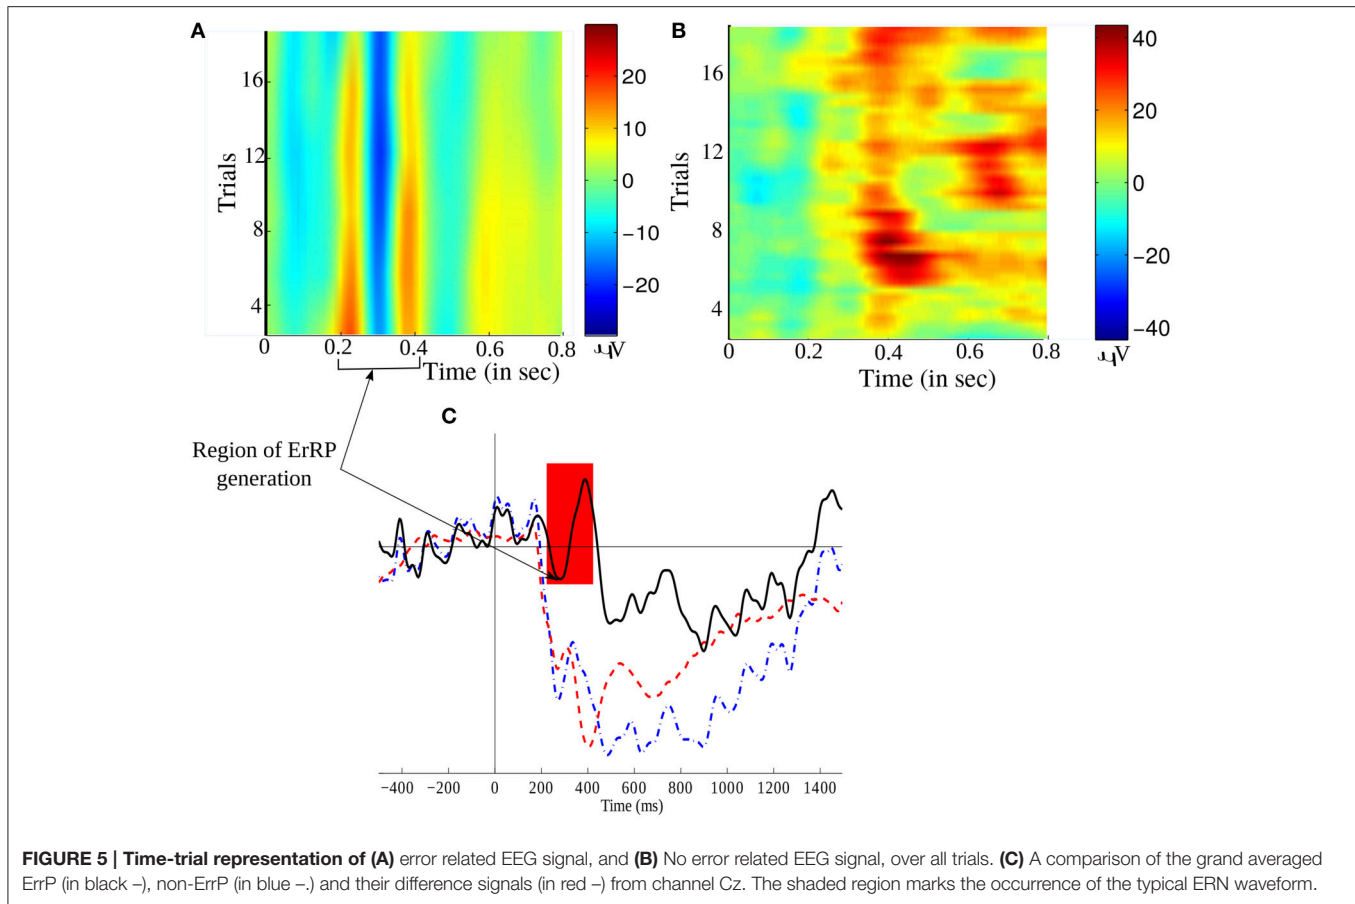 A
B
16
12
8
4
Trials
0
0.2
0.4
0.6
0.8
Time (in sec)
20
10
0
−10
−20
μV
16
12
8
4
Trials
0
0.2
0.4
0.6
0.8
Time (in sec)
40
20
0
−20
−40
μV
C
Region of ErRP
generation
−400 −200 0 200 400 600 800 1000 1200 1400
Time (ms)
FIGURE 5 | Time-trial representation of (A) error related EEG signal, and (B) No error related EEG signal, over all trials. (C) A comparison of the grand averaged
ErrP (in black –), non-ErrP (in blue –.) and their difference signals (in red –) from channel Cz. The shaded region marks the occurrence of the typical ERN waveform.